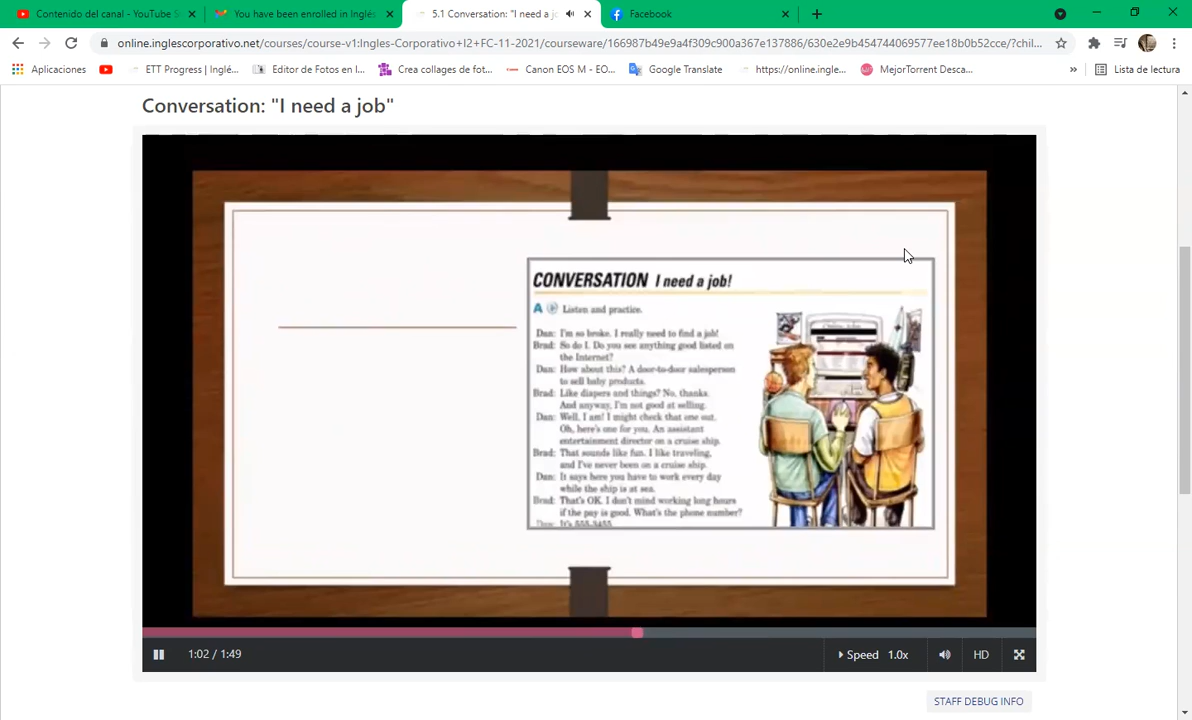 Contenido del canal - YouTube S
You have been enrolled in Inglés
5.1 Conversation: "I need a jo
Facebook
online.inglescorporativo.net/courses/course-v1:Ingles-Corporativo+I2+FC-11-2021/courseware/166987b49e9a4f309c900a367e137886/630e2e9b454744069577ee18b0b52cce/?chil...
Aplicaciones
ETT Progress | Inglé...
Editor de Fotos en l...
Crea collages de fot...
Canon EOS M - EO...
Google Translate
https://online.ingle...
MejorTorrent Desca...
»
Lista de lectura
Conversation: "I need a job"
CONVERSATION I need a job!
A Listen and practice.
Dan: I'm so broke. I really need to find a job!
Brad: So do I. Do you see anything good listed on
the Internet?
Dan: How about this? A door-to-door salesperson
to sell baby products.
Brad: Like diapers and things? No, thanks.
And anyway, I'm not good at selling.
Dan: Well, I am! I might check that one out.
Oh, here's one for you. An assistant
entertainment director on a cruise ship.
Brad: That sounds like fun. I like traveling,
and I've never been on a cruise ship.
Dan: It says here you have to work every day
while the ship is at sea.
Brad: That's OK. I don't mind working long hours
if the pay is good. What's the phone number?
Dan: It's 555-3455.
1:02 / 1:49
Speed 1.0x
HD
STAFF DEBUG INFO